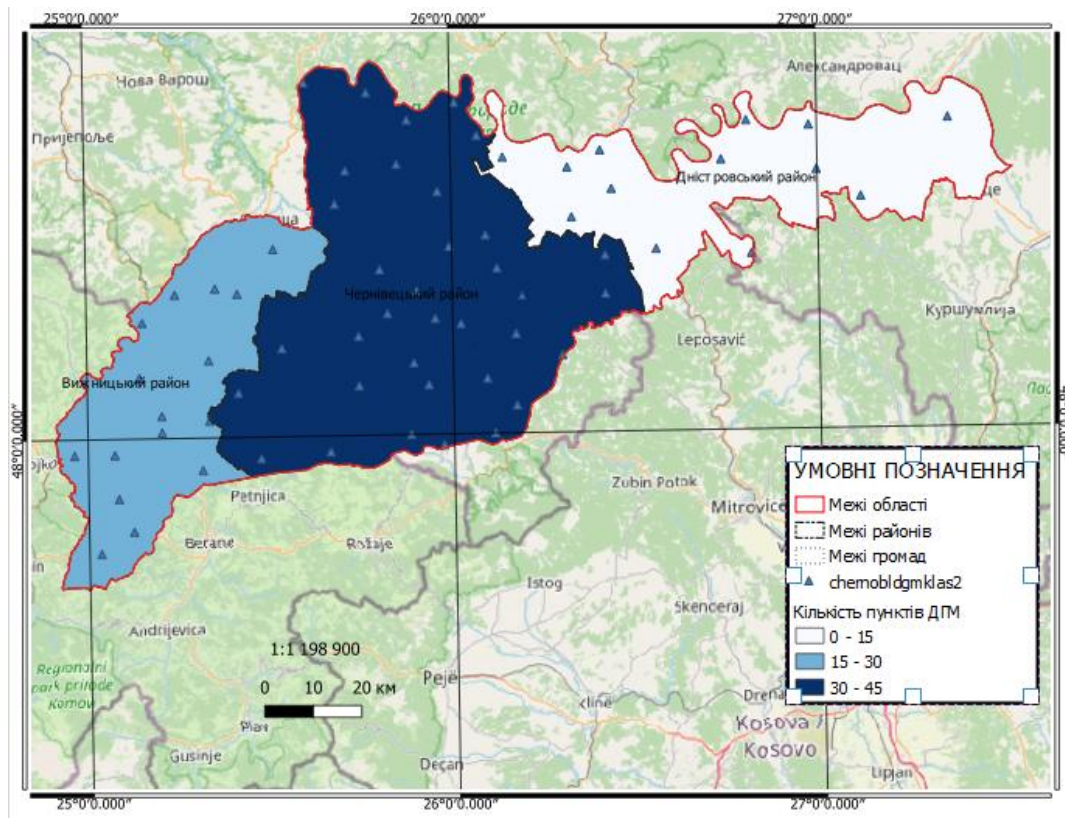 25°0'0.000"
26°0'0.000"
27°0'0.000"
Нова Варош
Александровац
Пријепоље
Дністровський район
Куршумлија
Чернівецький район
Leposavić
Вижницький район
48°0'0.000"
УМОВНІ ПОЗНАЧЕННЯ
Межі області
Межі районів
Межі громад
chernobldgmklas2
Кількість пунктів ДГМ
0 - 15
15 - 30
30 - 45
Petnjica
Zubin Potok
Mitrovice
Berane
Rožaje
Istog
Skenderaj
Andrijevica
1:1 198 900
0 10 20 км
Regionalni
park prirode
Komovi
Pejë
Plav
Kosova /
Kosovo
Gusinje
Deçan
Lipjan
25°0'0.000"
26°0'0.000"
27°0'0.000"